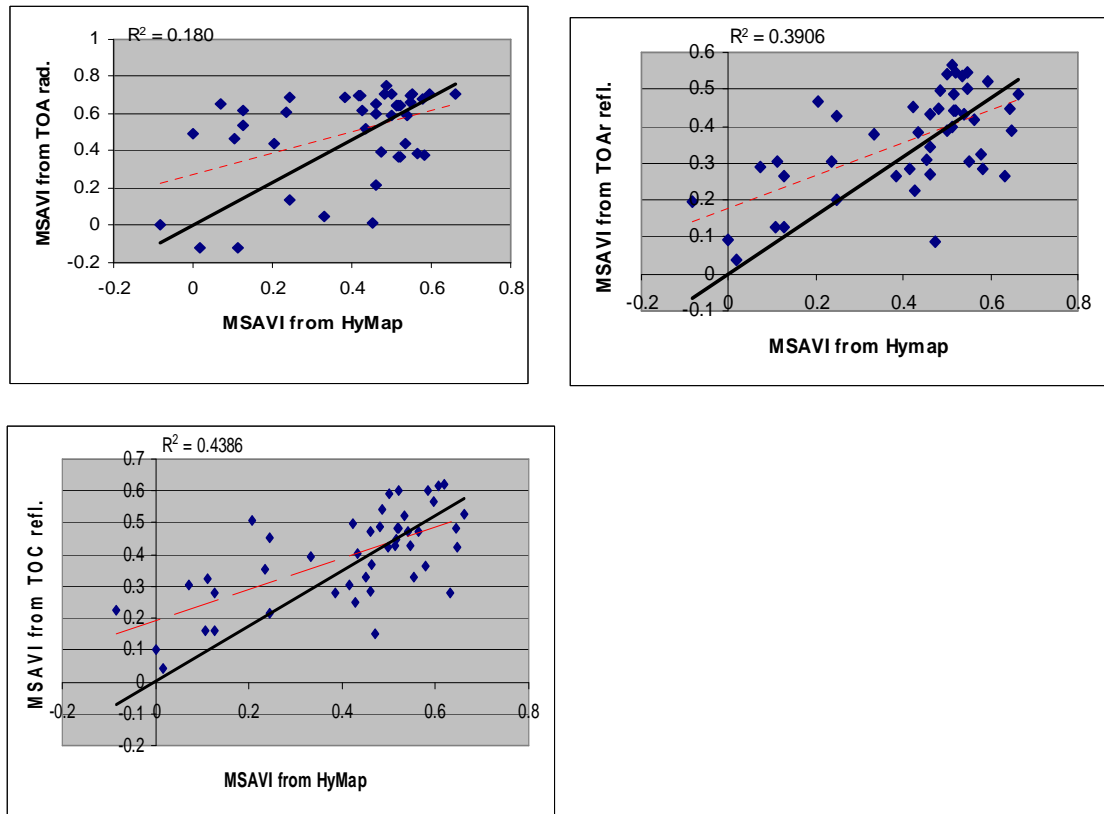 R² = 0.180
1
0.8
0.6
0.4
0.2
0
-0.2
-0.2 0 0.2 0.4 0.6 0.8
MSAVI from TOA rad.
MSAVI from HyMap
R² = 0.3906
0.6
0.5
0.4
0.3
0.2
0.1
0
-0.1
-0.2 0 0.2 0.4 0.6 0.8
MSAVI from TOAr refl.
MSAVI from Hymap
R² = 0.4386
0.7
0.6
0.5
0.4
0.3
0.2
0.1
0
-0.1
-0.2
-0.2 0 0.2 0.4 0.6 0.8
MSAVI from TOC refl.
MSAVI from HyMap